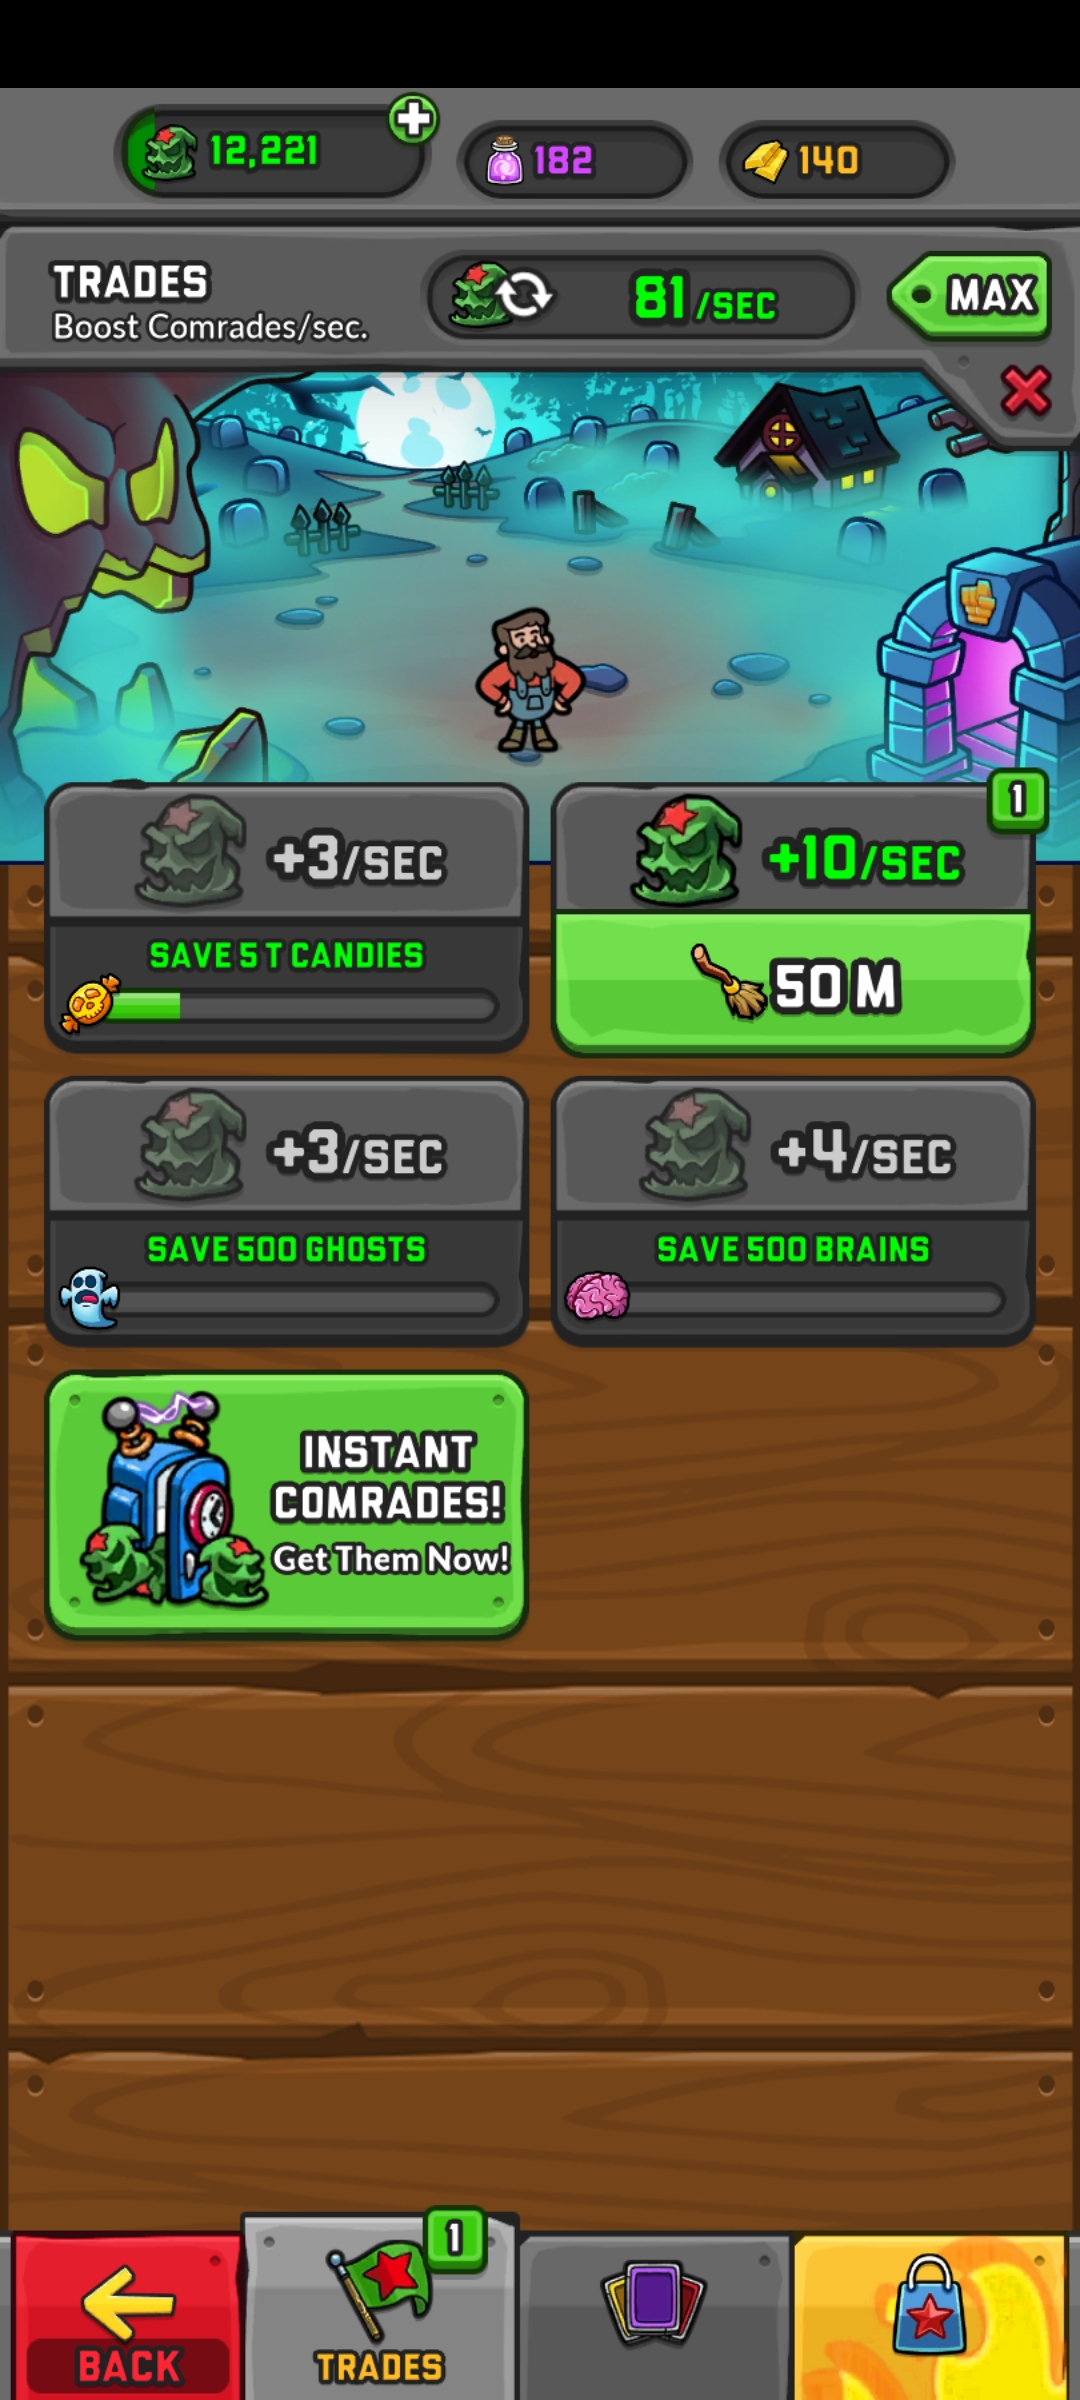 12,221
182
140
TRADES
Boost Comrades/sec.
81/SEC
MAX
+3/SEC
SAVE 5 T CANDIES
1
+10/SEC
50 M
+3/SEC
SAVE 500 GHOSTS
+4/SEC
SAVE 500 BRAINS
INSTANT
COMRADES!
Get Them Now!
BACK
1
TRADES